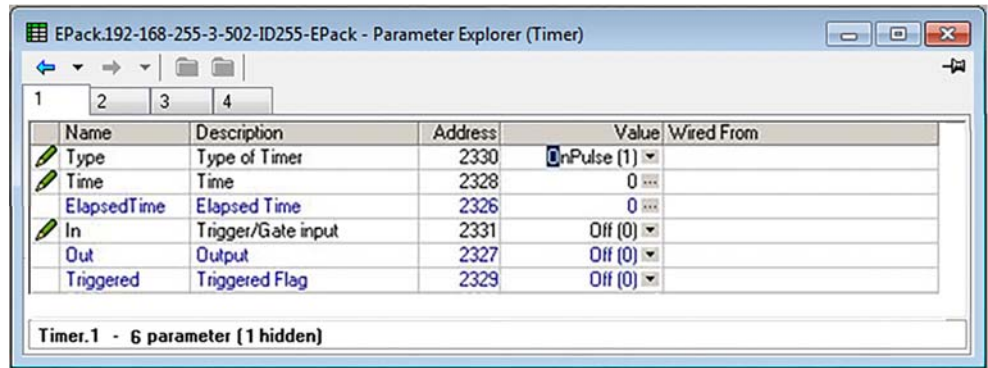 EPack.192-168-255-3-502-ID255-EPack - Parameter Explorer (Timer)
1 2 3 4
Name Description Address Value Wired From
Type Type of Timer 2330 OnPulse (1)
Time Time 2328 0
ElapsedTime Elapsed Time 2326 0
In Trigger/Gate input 2331 Off (0)
Out Output 2327 Off (0)
Triggered Triggered Flag 2329 Off (0)
Timer.1 - 6 parameter (1 hidden)